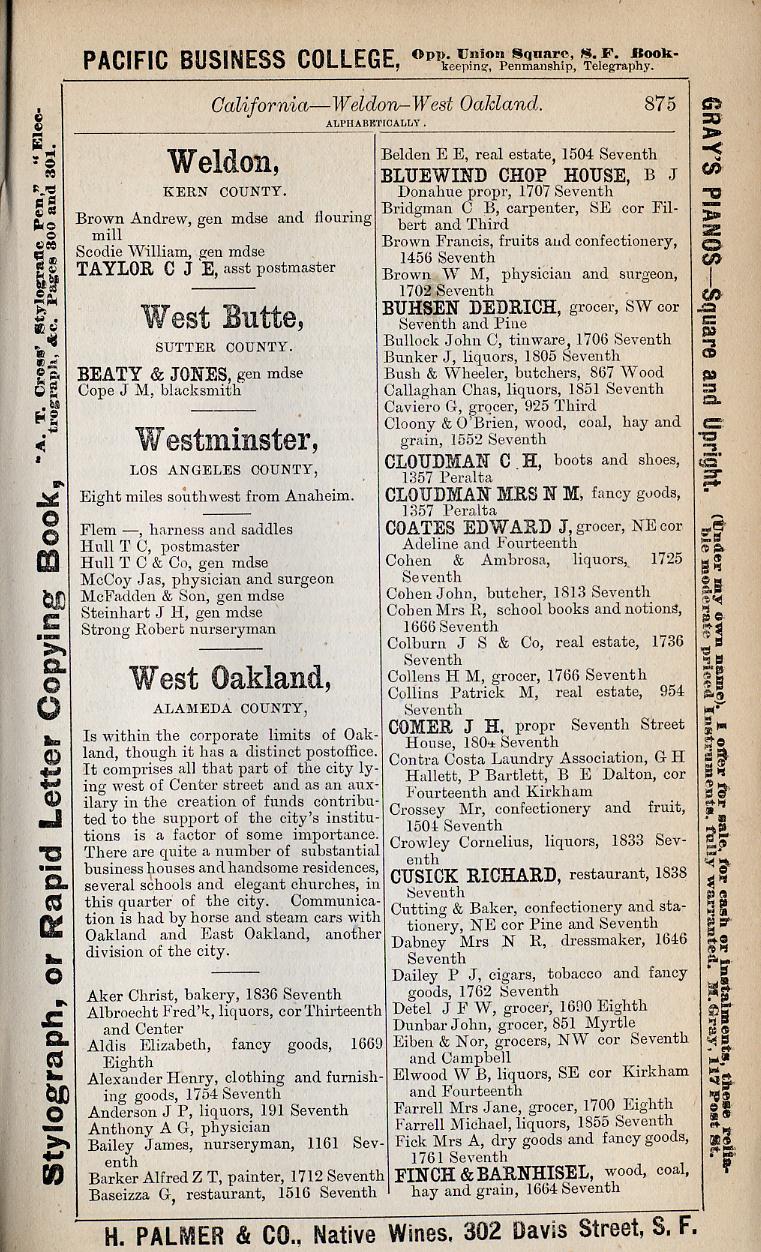 PACIFIC BUSINESS COLLEGE, Opp. Union Square, S. F. Book-
keeping, Penmanship, Telegraphy.
California—Weldon–West Oakland. 875
ALPHABETICALLY.
Weldon,
KERN COUNTY.
Brown Andrew, gen mdse and flouring
mill
Scodie William, gen mdse
TAYLOR C J E, asst postmaster
West Butte,
SUTTER COUNTY.
BEATY & JONES, gen mdse
Cope J M, blacksmith
Westminster,
LOS ANGELES COUNTY,
Eight miles southwest from Anaheim.
Flem —, harness and saddles
Hull T C, postmaster
Hull T C & Co, gen mdse
McCoy Jas, physician and surgeon
McFadden & Son, gen mdse
Steinhart J H, gen mdse
Strong Robert nurseryman
West Oakland,
ALAMEDA COUNTY,
Is within the corporate limits of Oak-
land, though it has a distinct postoffice.
It comprises all that part of the city ly-
ing west of Center street and as an aux-
ilary in the creation of funds contribu-
ted to the support of the city's institu-
tions is a factor of some importance.
There are quite a number of substantial
business houses and handsome residences,
several schools and elegant churches, in
this quarter of the city. Communica-
tion is had by horse and steam cars with
Oakland and East Oakland, another
division of the city.
Aker Christ, bakery, 1836 Seventh
Albroecht Fred'k, liquors, cor Thirteenth
and Center
Aldis Elizabeth, fancy goods, 1669
Eighth
Alexander Henry, clothing and furnish-
ing goods, 1754 Seventh
Anderson J P, liquors, 191 Seventh
Anthony A G, physician
Bailey James, nurseryman, 1161 Sev-
enth
Barker Alfred Z T, painter, 1712 Seventh
Baseizza G, restaurant, 1516 Seventh
Belden E E, real estate, 1504 Seventh
BLUEWIND CHOP HOUSE, B J
Donahue propr, 1707 Seventh
Bridgman C B, carpenter, SE cor Fil-
bert and Third
Brown Francis, fruits and confectionery,
1456 Seventh
Brown W M, physician and surgeon,
1702 Seventh
BUHSEN DEDRICH, grocer, SW cor
Seventh and Pine
Bullock John C, tinware, 1706 Seventh
Bunker J, liquors, 1805 Seventh
Bush & Wheeler, butchers, 867 Wood
Callaghan Chas, liquors, 1851 Seventh
Caviero G, grocer, 925 Third
Cloony & O'Brien, wood, coal, hay and
grain, 1552 Seventh
CLOUDMAN C. H, boots and shoes,
1357 Peralta
CLOUDMAN MRS N M, fancy goods,
1357 Peralta
COATES EDWARD J, grocer, NE cor
Adeline and Fourteenth
Cohen & Ambrosa, liquors, 1725
Seventh
Cohen John, butcher, 1813 Seventh
Cohen Mrs R, school books and notions,
1666 Seventh
Colburn J S & Co, real estate, 1736
Seventh
Collens H M, grocer, 1766 Seventh
Collins Patrick M, real estate, 954
Seventh
COMER J H, propr Seventh Street
House, 1804 Seventh
Contra Costa Laundry Association, G H
Hallett, P Bartlett, B E Dalton, cor
Fourteenth and Kirkham
Crossey Mr, confectionery and fruit,
1504 Seventh
Crowley Cornelius, liquors, 1833 Sev-
enth
CUSICK RICHARD, restaurant, 1838
Seventh
Cutting & Baker, confectionery and sta-
tionery, NE cor Pine and Seventh
Dabney Mrs N R, dressmaker, 1646
Seventh
Dailey P J, cigars, tobacco and fancy
goods, 1762 Seventh
Detel J F W, grocer, 1690 Eighth
Dunbar John, grocer, 851 Myrtle
Eiben & Nor, grocers, NW cor Seventh
and Campbell
Elwood W B, liquors, SE cor Kirkham
and Fourteenth
Farrell Mrs Jane, grocer, 1700 Eighth
Farrell Michael, liquors, 1855 Seventh
Fick Mrs A, dry goods and fancy goods,
1761 Seventh
FINCH & BARNHISEL, wood, coal,
hay and grain, 1664 Seventh
Stylograph, or Rapid Letter Copying Book, "A. T. Cross' Stylografic Pen," "Elec-
trograph, &c. Pages 300 and 301.
GRAY'S PIANOS—Square and Upright. (Under my own name). I offer for sale, for cash or instalments, these relia-
ble moderate priced Instruments, fully warranted. M. Gray, 117 Post St.
H. PALMER & CO., Native Wines, 302 Davis Street, S. F.